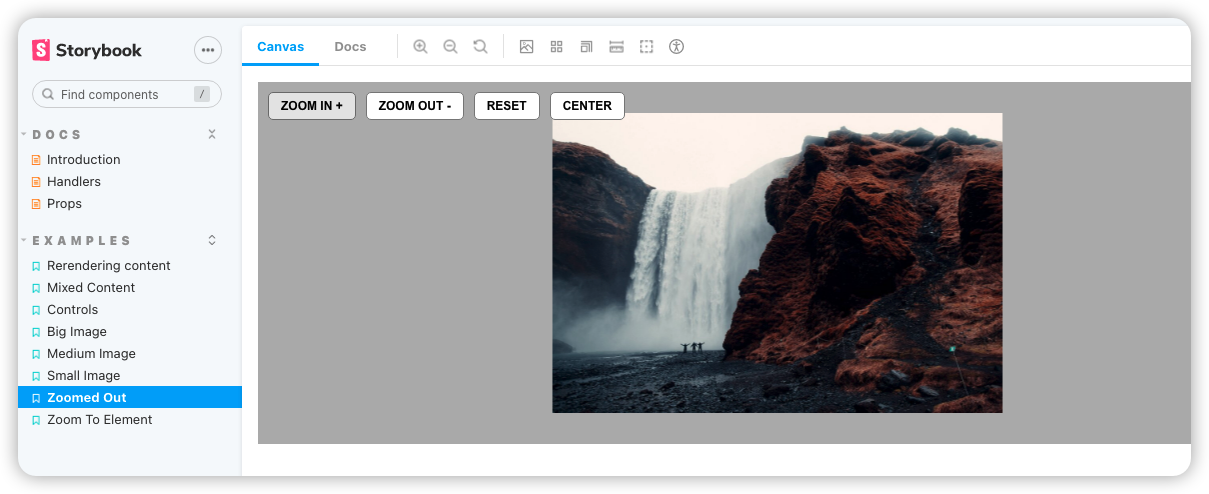 Storybook
Find components
/
DOCS
Introduction
Handlers
Props
EXAMPLES
Rerendering content
Mixed Content
Controls
Big Image
Medium Image
Small Image
Zoomed Out
Zoom To Element
Canvas Docs
ZOOM IN + ZOOM OUT - RESET CENTER